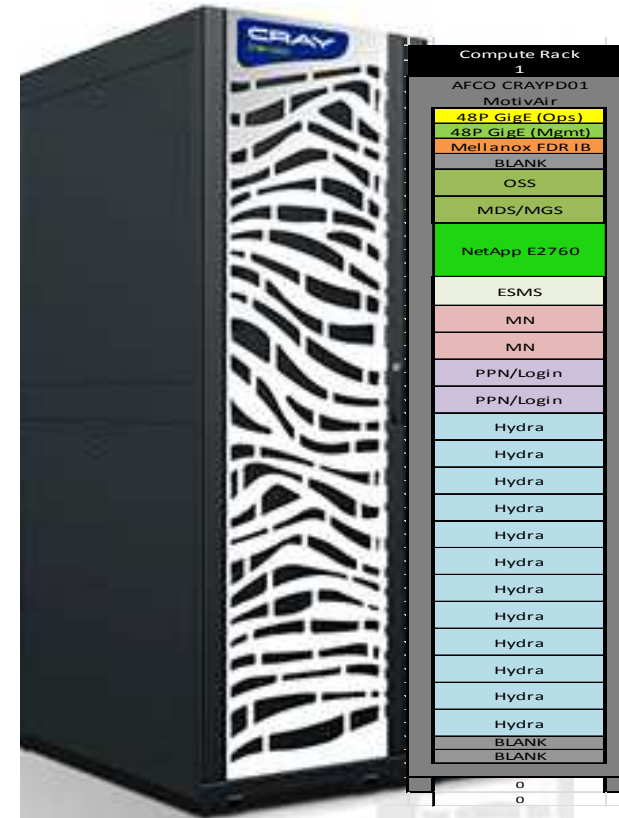 CRAY
Compute Rack
1
AFCO CRAYPD01
MotivAir
48P GigE (Ops)
48P GigE (Mgmt)
Mellanox FDR IB
BLANK
OSS
MDS/MGS
NetApp E2760
ESMS
MN
MN
PPN/Login
PPN/Login
Hydra
Hydra
Hydra
Hydra
Hydra
Hydra
Hydra
Hydra
Hydra
Hydra
Hydra
Hydra
BLANK
BLANK
0
0